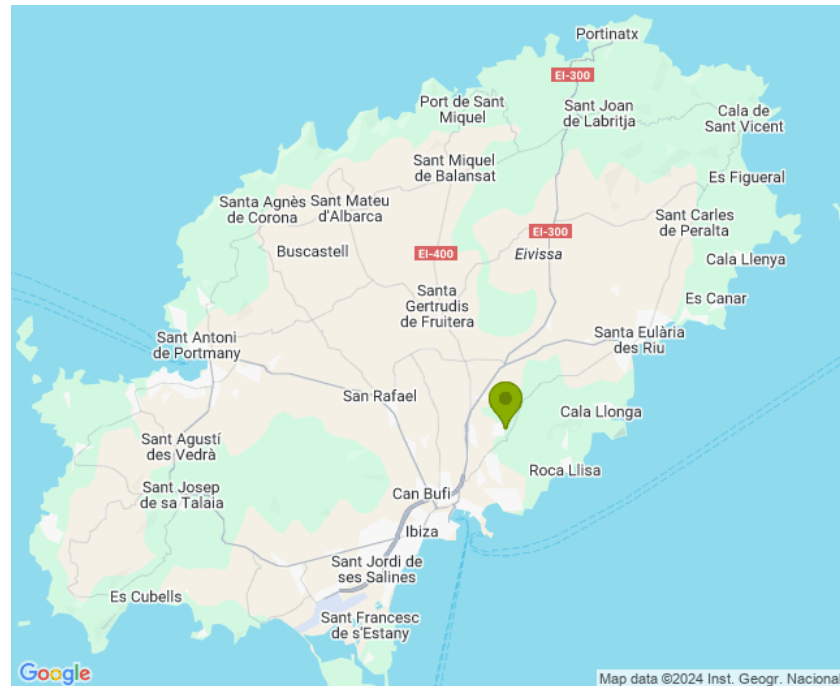 Portinatx
EI-300
Port de Sant
Miquel
Sant Joan
de Labritja
Cala de
Sant Vicent
Sant Miquel
de Balansat
Es Figueral
Santa Agnès
de Corona
Sant Mateu
d'Albarca
Sant Carles
de Peralta
EI-300
Buscastell
EI-400
Eivissa
Cala Llenya
Santa
Gertrudis
de Fruitera
Es Canar
Sant Antoni
de Portmany
Santa Eulària
des Riu
San Rafael
Cala Llonga
Sant Agustí
des Vedrà
Roca Llisa
Sant Josep
de sa Talaia
Can Bufi
Ibiza
Sant Jordi de
ses Salines
Es Cubells
Sant Francesc
de s'Estany
Google
Map data ©2024 Inst. Geogr. Nacional